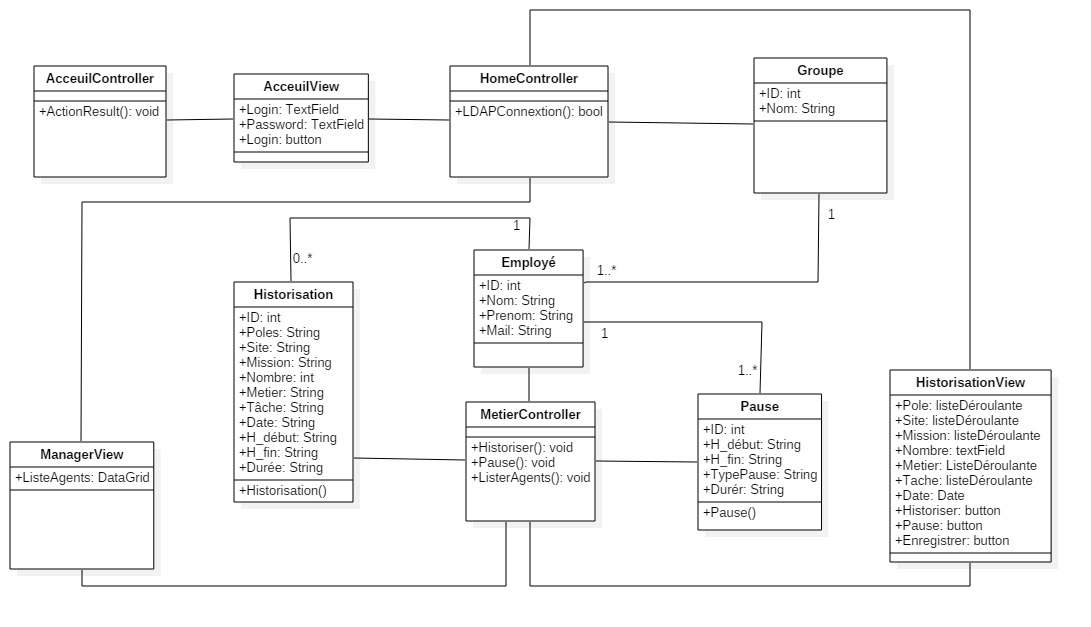 AcceuilController
+ActionResult(): void
AcceuilView
+Login: TextField
+Password: TextField
+Login: button
HomeController
+LDAPConnextion(): bool
Groupe
+ID: int
+Nom: String
1
1
0..*
1..*
Employé
+ID: int
+Nom: String
+Prenom: String
+Mail: String
1
1..*
Historisation
+ID: int
+Poles: String
+Site: String
+Mission: String
+Nombre: int
+Metier: String
+Tâche: String
+Date: String
+H_début: String
+H_fin: String
+Durée: String
+Historisation()
MetierController
+Historiser(): void
+Pause(): void
+ListerAgents(): void
Pause
+ID: int
+H_début: String
+H_fin: String
+TypePause: String
+Durér: String
+Pause()
HistorisationView
+Pole: listeDéroulante
+Site: listeDéroulante
+Mission: listeDéroulante
+Nombre: textField
+Metier: ListeDéroulante
+Tache: listeDéroulante
+Date: Date
+Historiser: button
+Pause: button
+Enregistrer: button
ManagerView
+ListeAgents: DataGrid